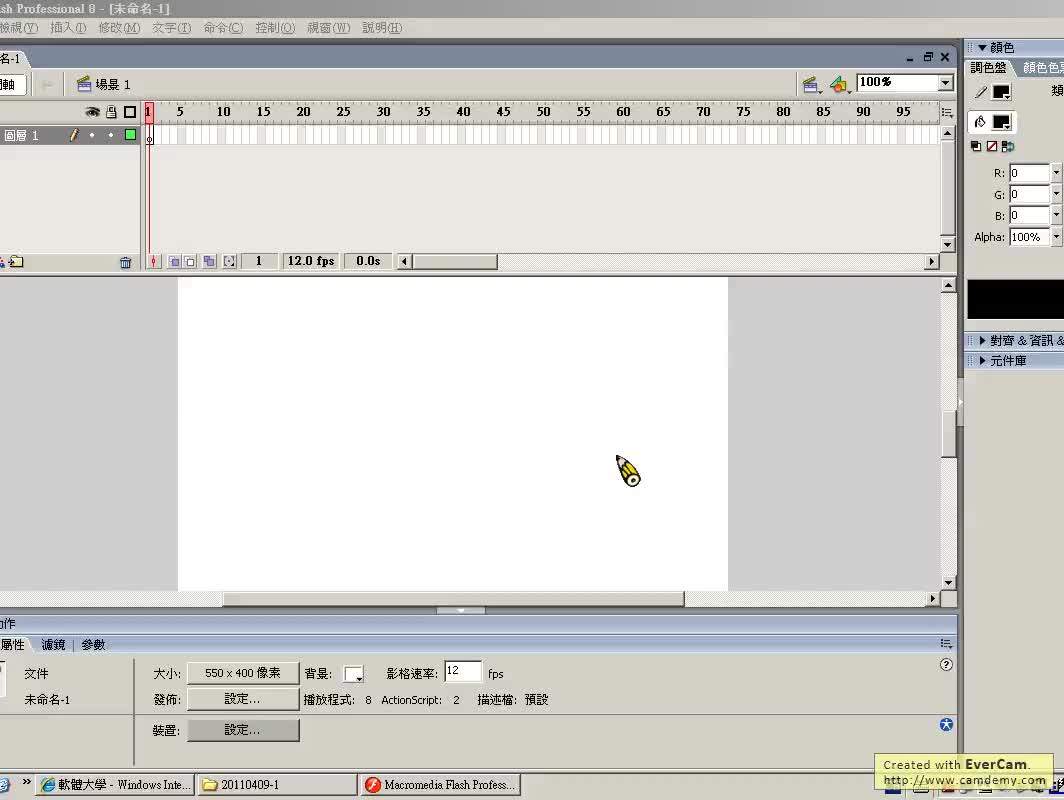 sh Professional 8 - [未命名-1]
檢視(V) 插入(I) 修改(M) 文字(T) 命令(C) 控制(O) 視窗(W) 說明(H)
名-1
軸 場景 1 100%
1 5 10 15 20 25 30 35 40 45 50 55 60 65 70 75 80 85 90 95
圖層 1
1 12.0 fps 0.0s
顏色
調色盤 顏色色
類
R: 0
G: 0
B: 0
Alpha: 100%
對齊 & 資訊 &
元件庫
作
屬性 濾鏡 參數
文件 大小: 550 x 400 像素 背景: 影格速率: 12 fps
未命名-1 發佈: 設定... 播放程式: 8 ActionScript: 2 描述檔: 預設
裝置: 設定...
Created with EverCam.
http://www.camdemy.com
» 軟體大學 - Windows Inte... 20110409-1 Macromedia Flash Profess...